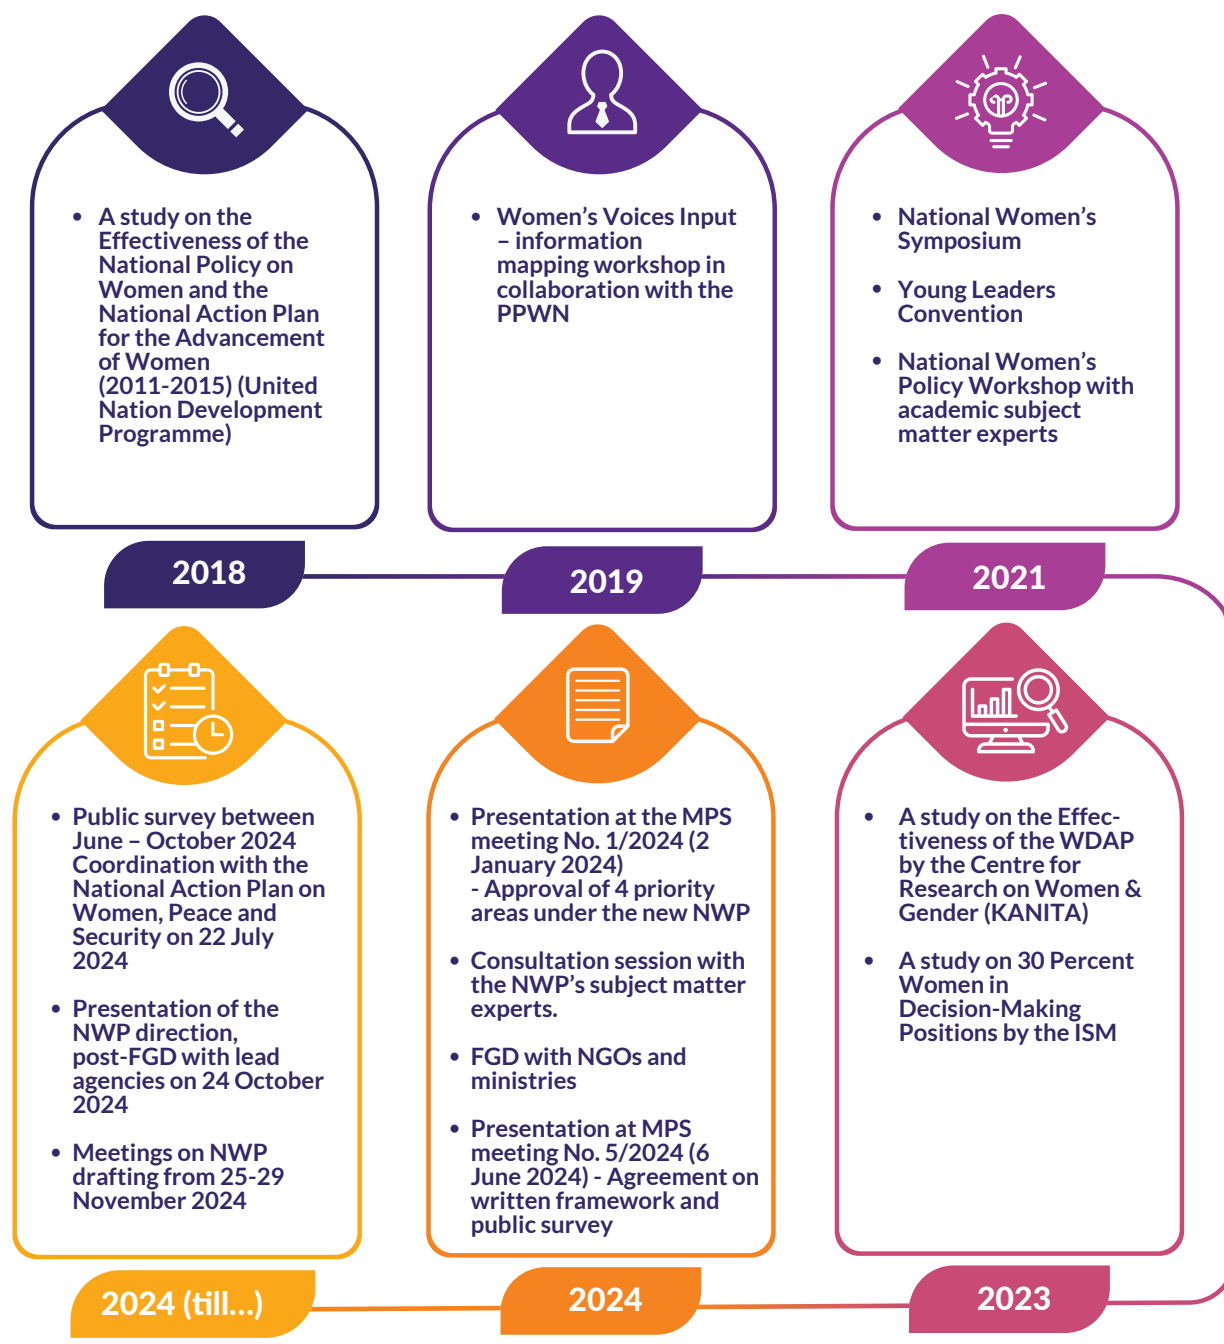 • A study on the
Effectiveness of the
National Policy on
Women and the
National Action Plan
for the Advancement
of Women
(2011-2015) (United
Nation Development
Programme)
2018
• Women’s Voices Input
– information
mapping workshop in
collaboration with the
PPWN
2019
• National Women’s
Symposium
• Young Leaders
Convention
• National Women’s
Policy Workshop with
academic subject
matter experts
2021
• Public survey between
June – October 2024
Coordination with the
National Action Plan on
Women, Peace and
Security on 22 July
2024
• Presentation of the
NWP direction,
post-FGD with lead
agencies on 24 October
2024
• Meetings on NWP
drafting from 25-29
November 2024
2024 (till...)
• Presentation at the MPS
meeting No. 1/2024 (2
January 2024)
- Approval of 4 priority
areas under the new NWP
• Consultation session with
the NWP’s subject matter
experts.
• FGD with NGOs and
ministries
• Presentation at MPS
meeting No. 5/2024 (6
June 2024) - Agreement on
written framework and
public survey
2024
• A study on the Effec-
tiveness of the WDAP
by the Centre for
Research on Women &
Gender (KANITA)
• A study on 30 Percent
Women in
Decision-Making
Positions by the ISM
2023